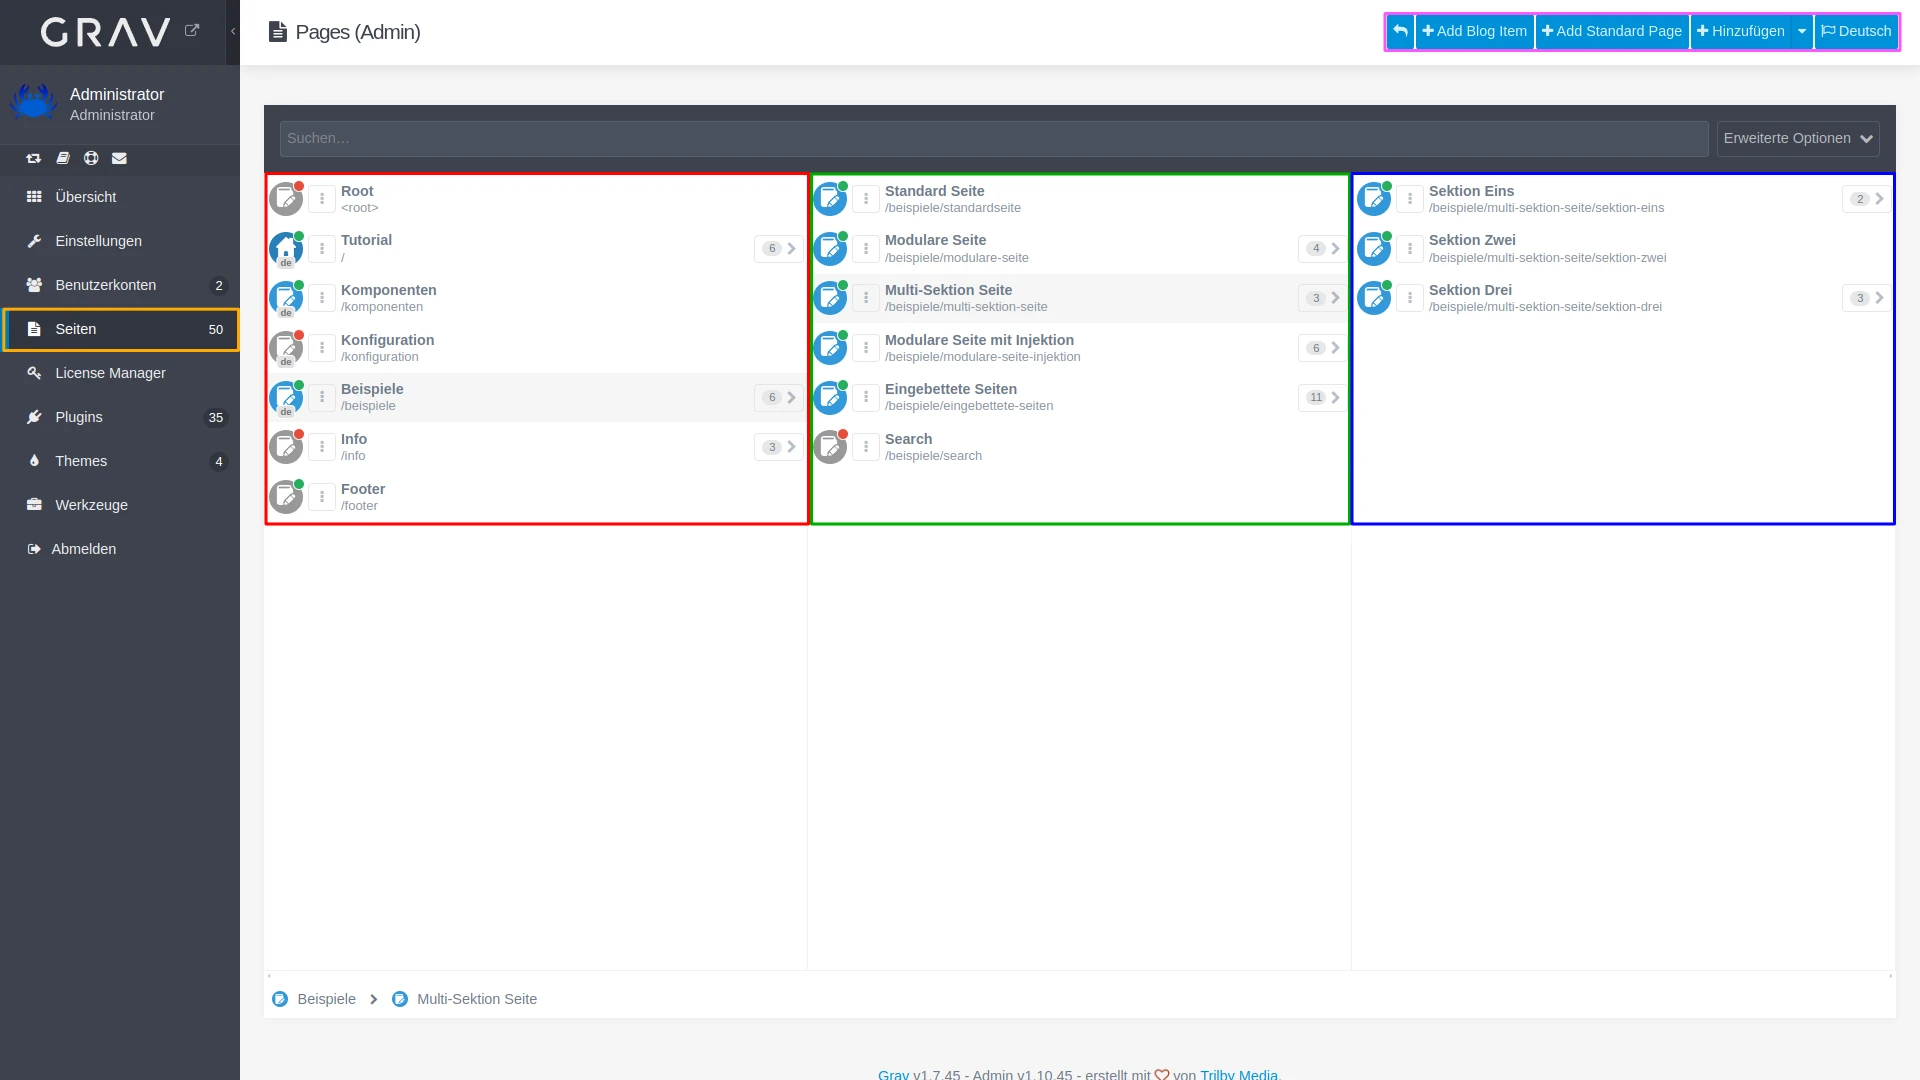 GRAV
Pages (Admin)
Add Blog Item
Add Standard Page
Hinzufügen
Deutsch
Administrator
Administrator
Übersicht
Einstellungen
Benutzerkonten 2
Seiten 50
License Manager
Plugins 35
Themes 4
Werkzeuge
Abmelden
Suchen…
Erweiterte Optionen
Root
<root>
de
Tutorial
/
6
de
Komponenten
/komponenten
de
Konfiguration
/konfiguration
de
Beispiele
/beispiele
6
Info
/info
3
Footer
/footer
Standard Seite
/beispiele/standardseite
Modulare Seite
/beispiele/modulare-seite
4
Multi-Sektion Seite
/beispiele/multi-sektion-seite
3
Modulare Seite mit Injektion
/beispiele/modulare-seite-injektion
6
Eingebettete Seiten
/beispiele/eingebettete-seiten
11
Search
/beispiele/search
Sektion Eins
/beispiele/multi-sektion-seite/sektion-eins
2
Sektion Zwei
/beispiele/multi-sektion-seite/sektion-zwei
Sektion Drei
/beispiele/multi-sektion-seite/sektion-drei
3
Beispiele
Multi-Sektion Seite
Grav v1.7.45 - Admin v1.10.45 - erstellt mit von Trilby Media.